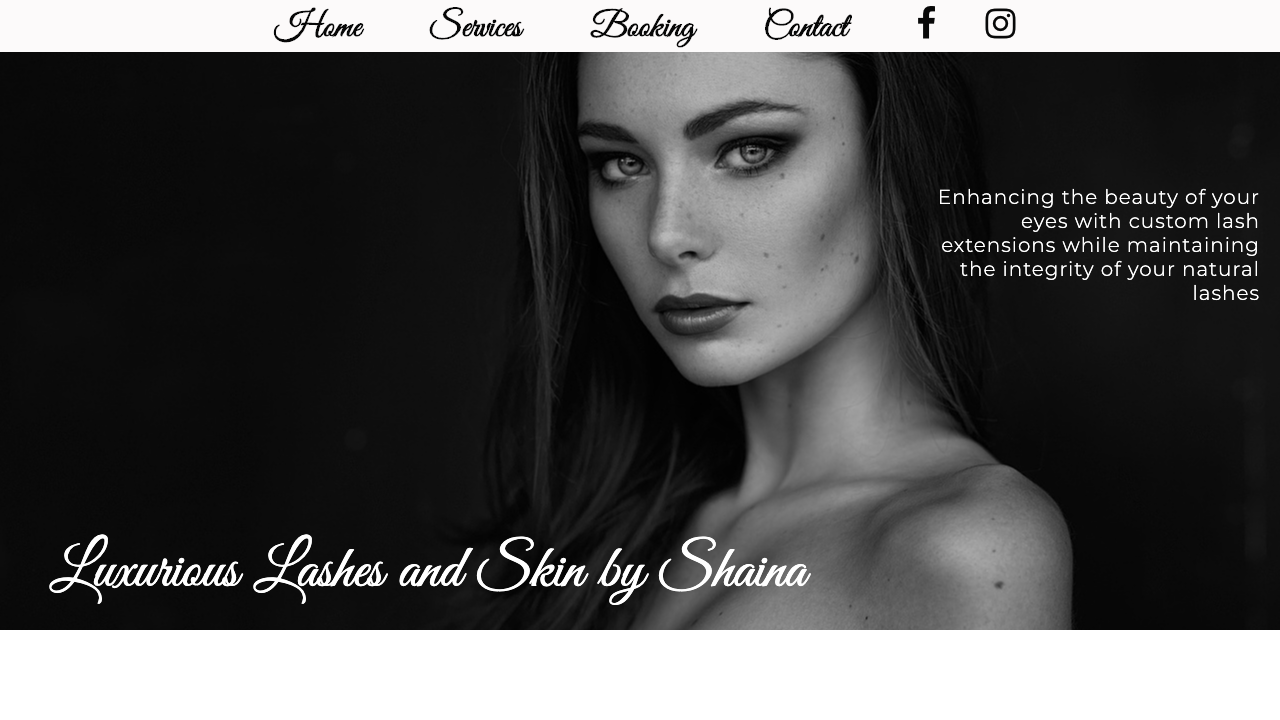 Home Services Booking Contact
Enhancing the beauty of your
eyes with custom lash
extensions while maintaining
the integrity of your natural
lashes
Luxurious Lashes and Skin by Shaina